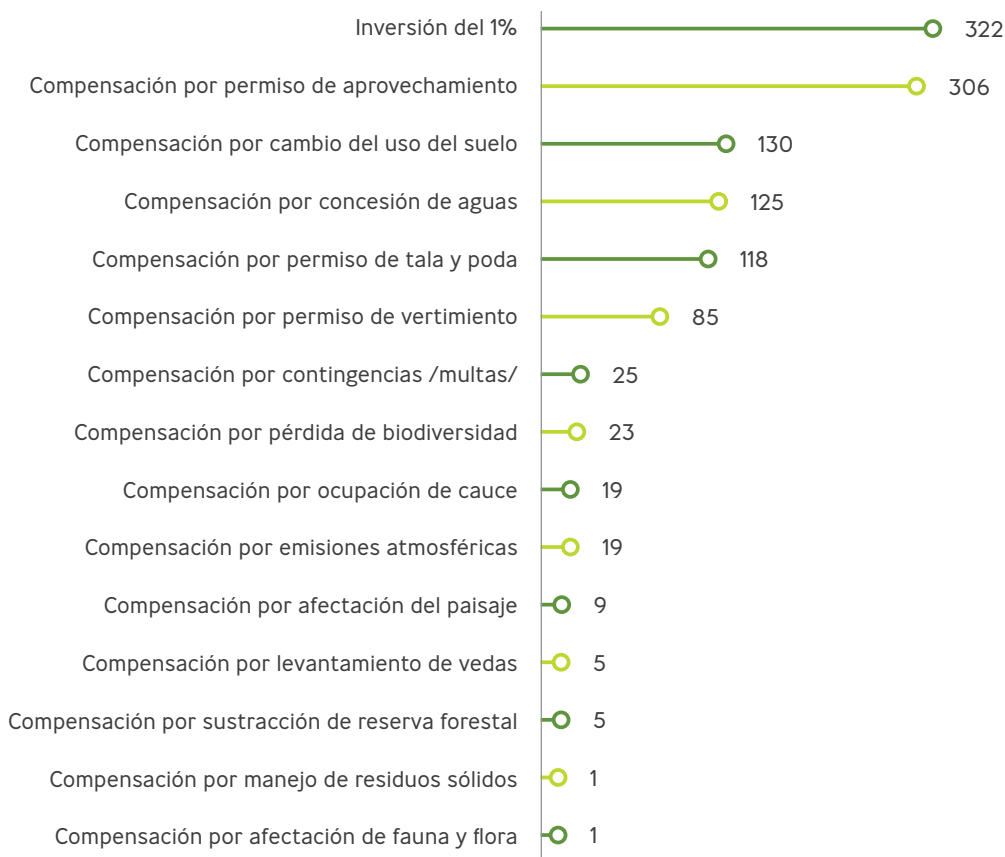 Inversión del 1% 322
Compensación por permiso de aprovechamiento 306
Compensación por cambio del uso del suelo 130
Compensación por concesión de aguas 125
Compensación por permiso de tala y poda 118
Compensación por permiso de vertimiento 85
Compensación por contingencias /multas/ 25
Compensación por pérdida de biodiversidad 23
Compensación por ocupación de cauce 19
Compensación por emisiones atmosféricas 19
Compensación por afectación del paisaje 9
Compensación por levantamiento de vedas 5
Compensación por sustracción de reserva forestal 5
Compensación por manejo de residuos sólidos 1
Compensación por afectación de fauna y flora 1